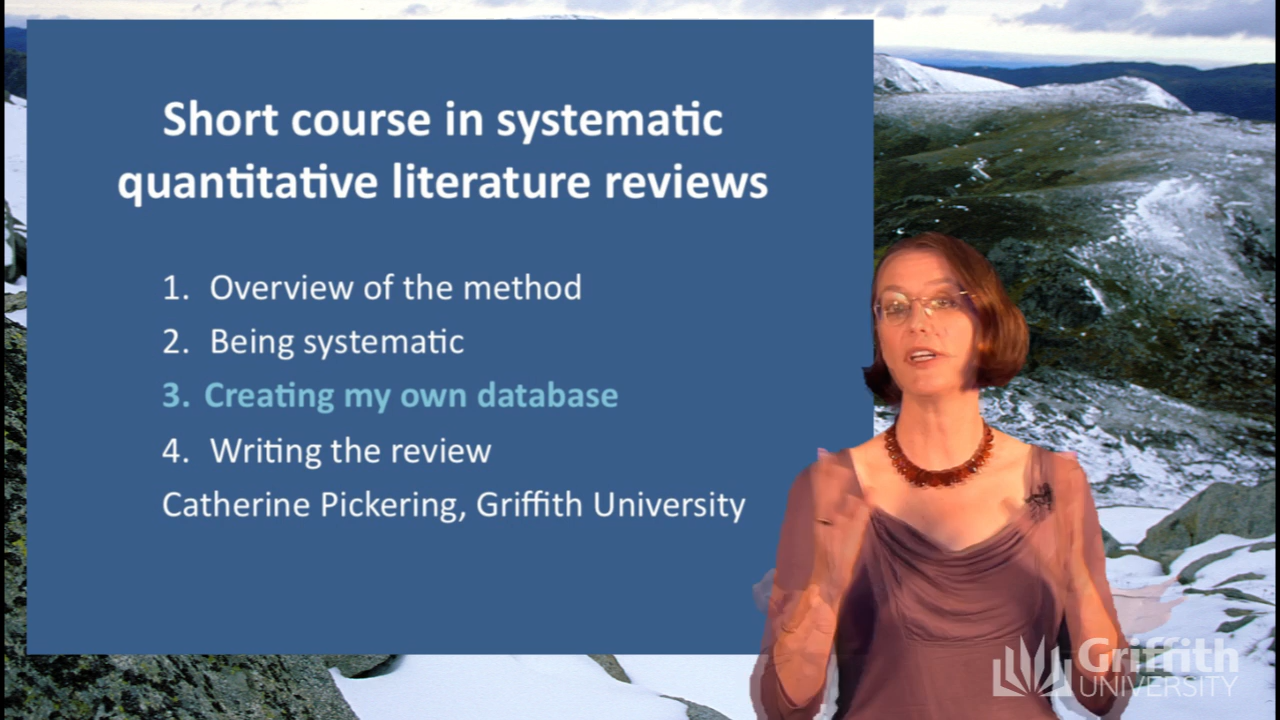 Short course in systematic
quantitative literature reviews
1. Overview of the method
2. Being systematic
3. Creating my own database
4. Writing the review
Catherine Pickering, Griffith University
Griffith
UNIVERSITY